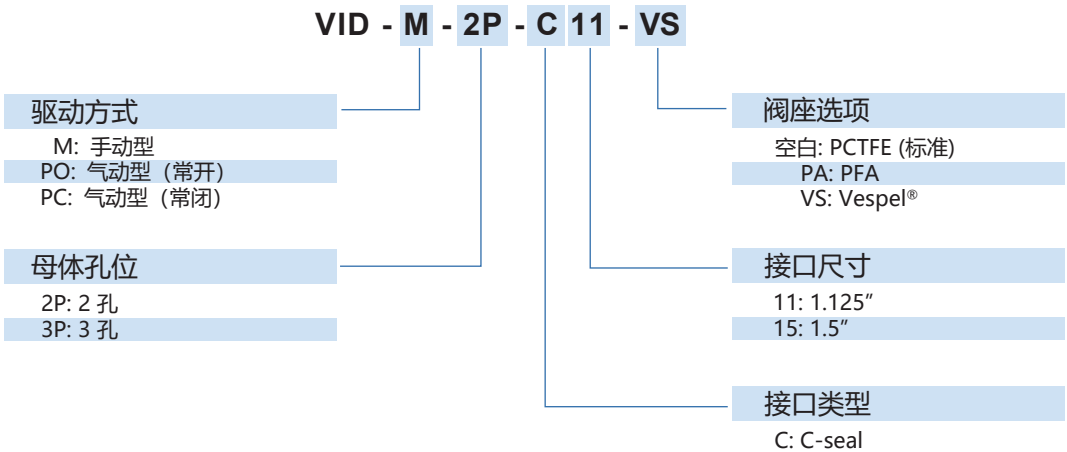 VID - M - 2P - C 11 - VS
驱动方式
M: 手动型
PO: 气动型（常开）
PC: 气动型（常闭）
母体孔位
2P: 2 孔
3P: 3 孔
阀座选项
空白: PCTFE (标准)
PA: PFA
VS: Vespel®
接口尺寸
11: 1.125″
15: 1.5″
接口类型
C: C-seal